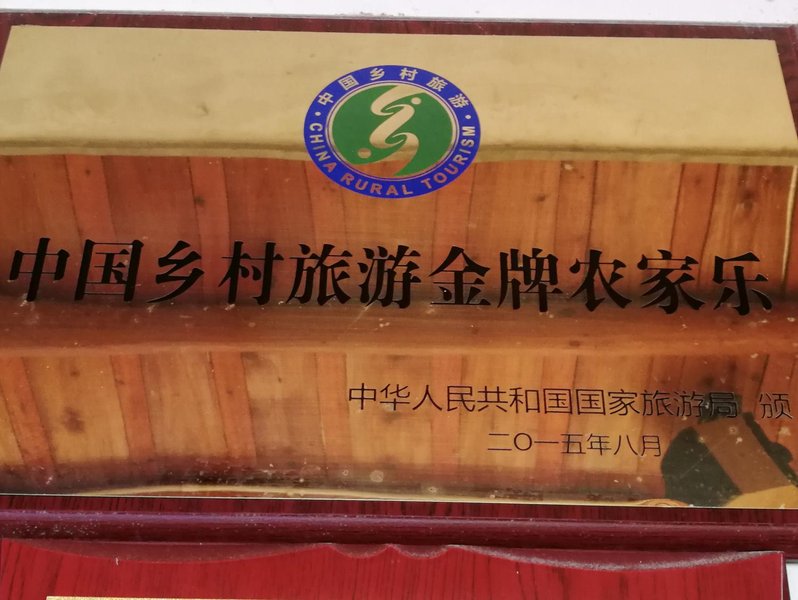 中国乡村旅游
CHINA RURAL TOURISM
中国乡村旅游金牌农家乐
中华人民共和国国家旅游局 颁
二〇一五年八月